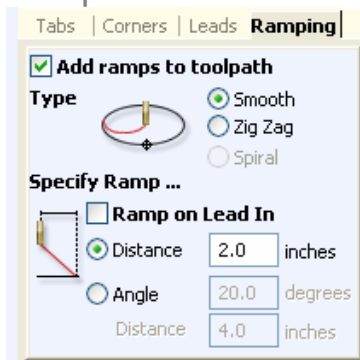 Tabs Corners Leads Ramping
Add ramps to toolpath
Type
Smooth
Zig Zag
Spiral
Specify Ramp ...
Ramp on Lead In
Distance 2.0 inches
Angle 20.0 degrees
Distance 4.0 inches